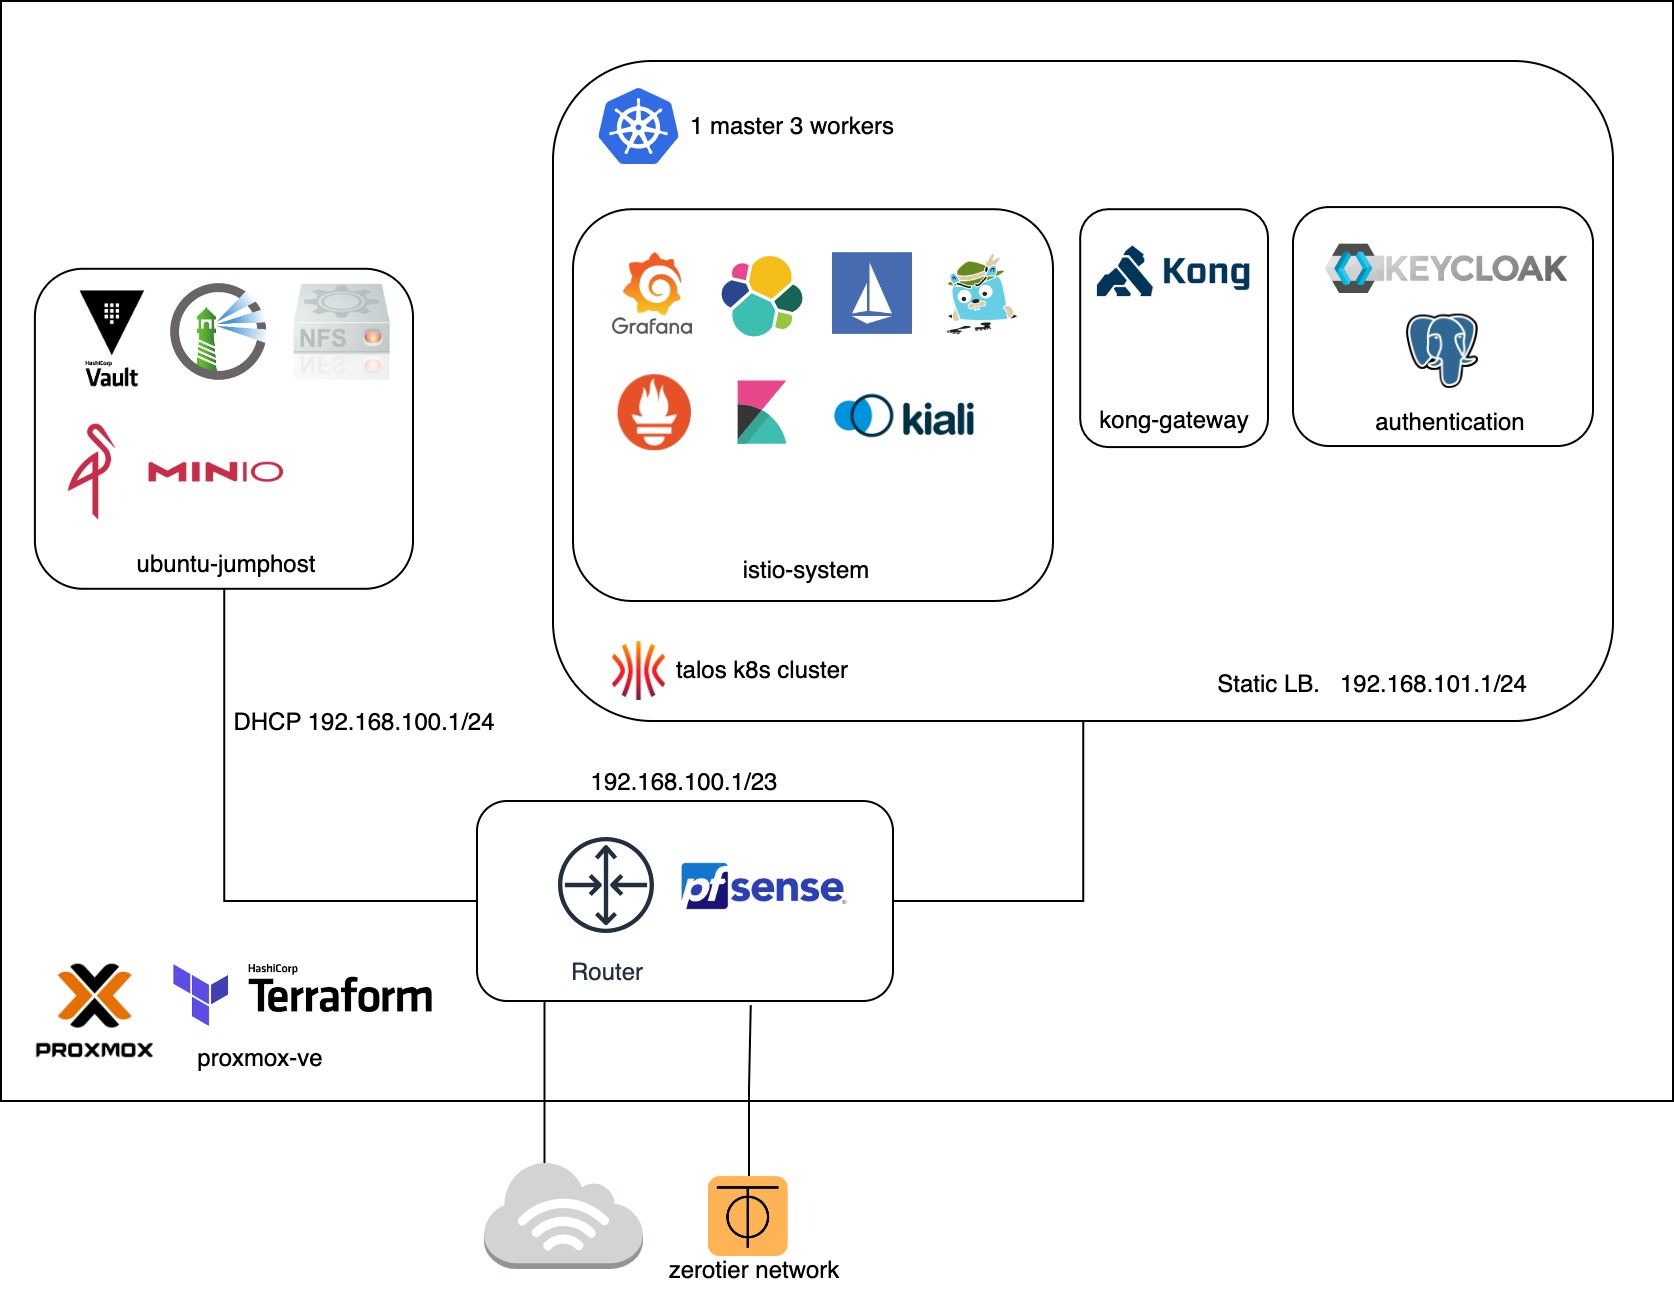 1 master 3 workers
HashiCorp
Vault
NFS
MINIO
ubuntu-jumphost
Grafana
kiali
istio-system
Kong
kong-gateway
KEYCLOAK
authentication
talos k8s cluster
Static LB. 192.168.101.1/24
DHCP 192.168.100.1/24
192.168.100.1/23
pfsense
Router
PROXMOX
HashiCorp
Terraform
proxmox-ve
zerotier network